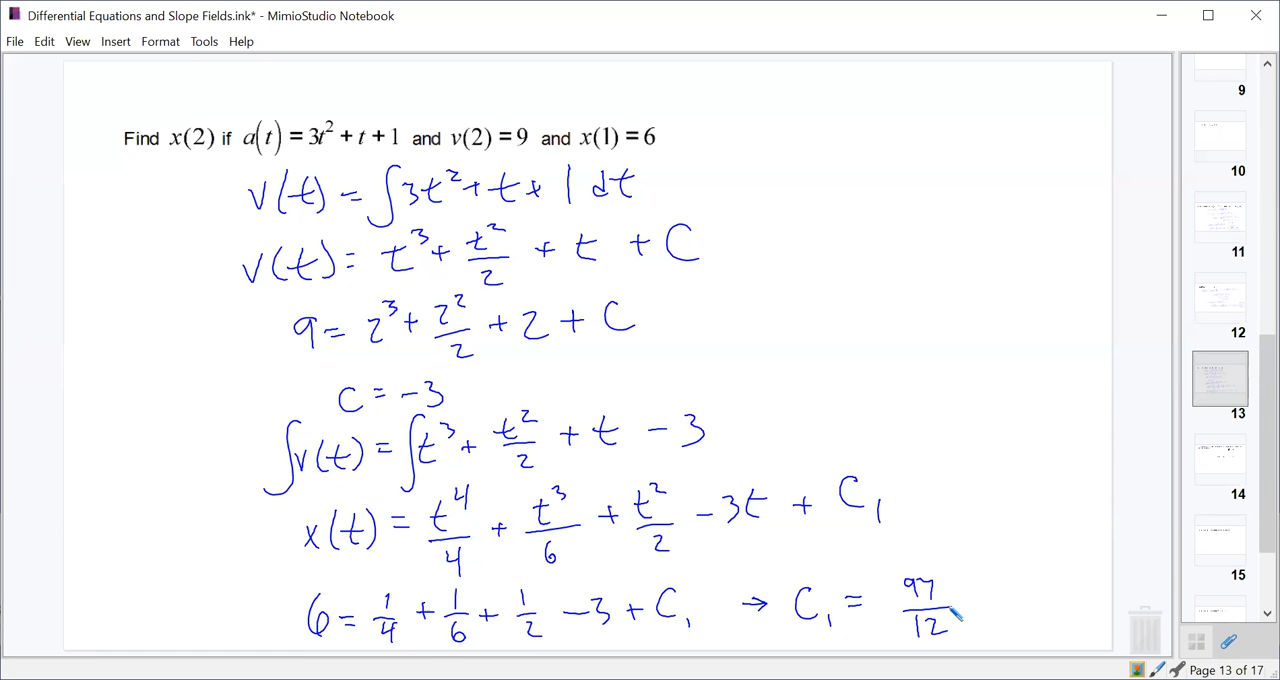 Differential Equations and Slope Fields.ink* - MimioStudio Notebook
File Edit View Insert Format Tools Help
Find x(2) if a(t) = 3t² + t + 1 and v(2) = 9 and x(1) = 6
v(t) = ∫3t² + t + 1 dt
v(t) = t³ + t²/2 + t + C
9 = 2³ + 2²/2 + 2 + C
C = -3
∫v(t) = ∫t³ + t²/2 + t - 3
x(t) = t⁴/4 + t³/6 + t²/2 - 3t + C₁
6 = 1/4 + 1/6 + 1/2 - 3 + C₁ → C₁ = 97/12
9
10
11
12
13
14
15
Page 13 of 17